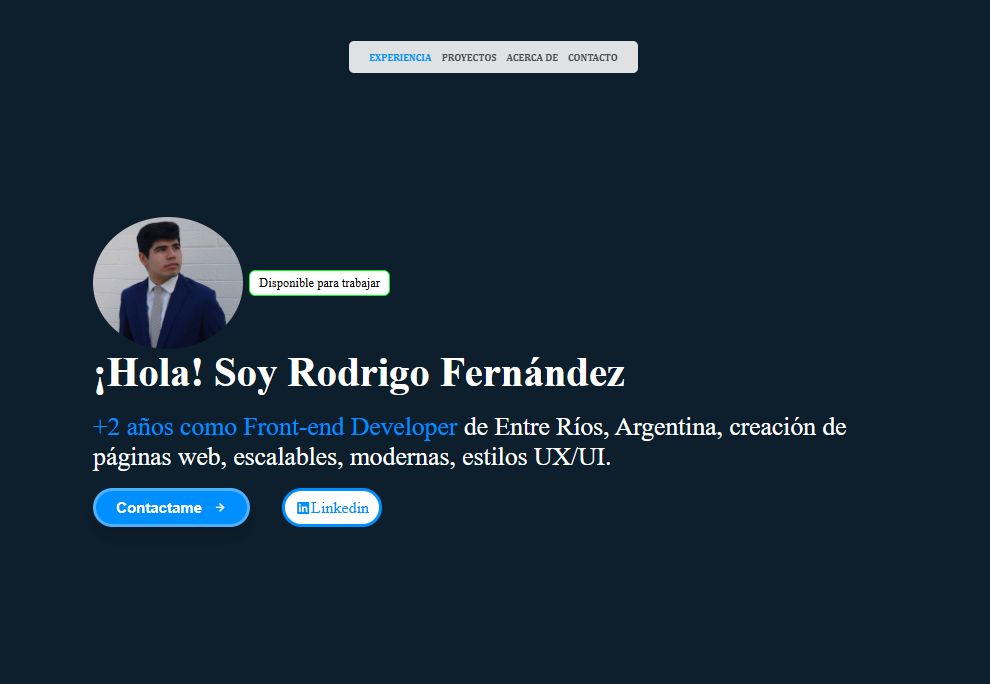 EXPERIENCIA PROYECTOS ACERCA DE CONTACTO
Disponible para trabajar
¡Hola! Soy Rodrigo Fernández
+2 años como Front-end Developer de Entre Ríos, Argentina, creación de
páginas web, escalables, modernas, estilos UX/UI.
Contactame → Linkedin